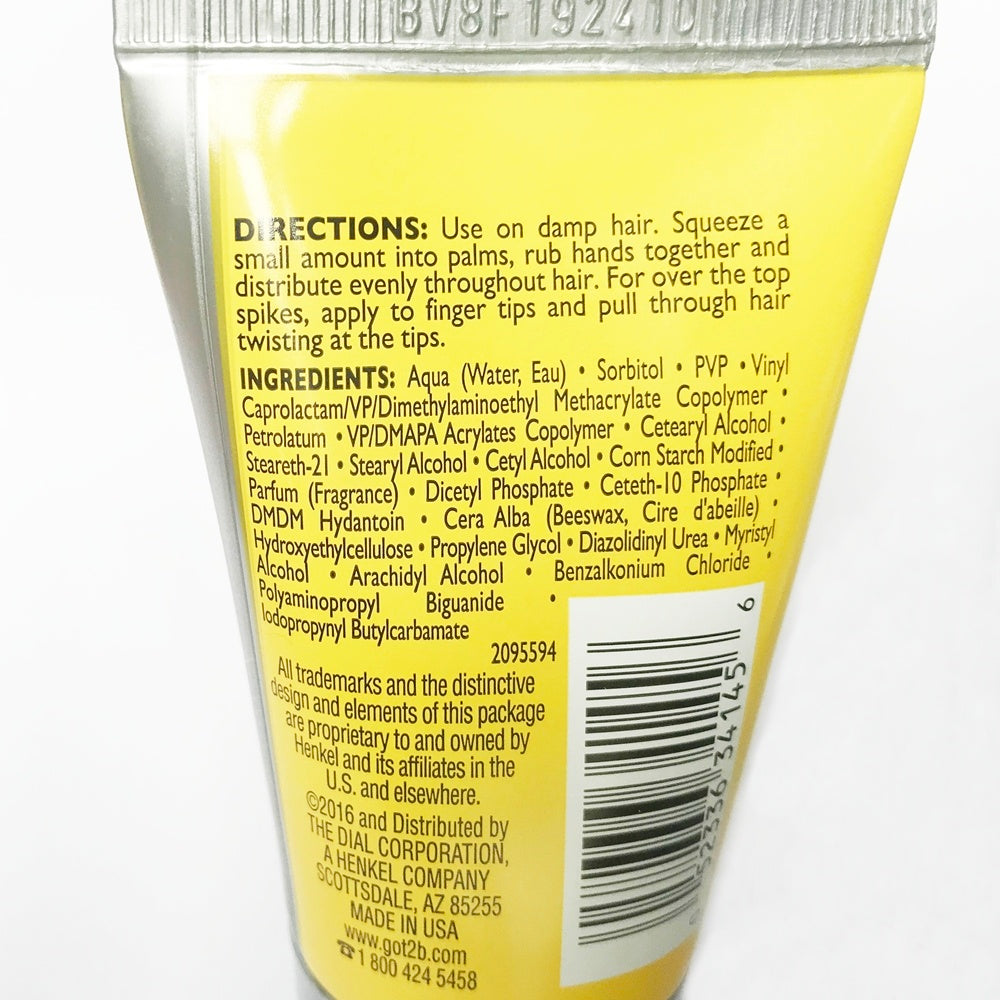 BV8F192410
DIRECTIONS: Use on damp hair. Squeeze a
small amount into palms, rub hands together and
distribute evenly throughout hair. For over the top
spikes, apply to finger tips and pull through hair
twisting at the tips.
INGREDIENTS: Aqua (Water, Eau) • Sorbitol • PVP • Vinyl
Caprolactam/VP/Dimethylaminoethyl Methacrylate Copolymer •
Petrolatum • VP/DMAPA Acrylates Copolymer • Cetearyl Alcohol •
Steareth-21 • Stearyl Alcohol • Cetyl Alcohol • Corn Starch Modified •
Parfum (Fragrance) • Dicetyl Phosphate • Ceteth-10 Phosphate •
DMDM Hydantoin • Cera Alba (Beeswax, Cire d'abeille) •
Hydroxyethylcellulose • Propylene Glycol • Diazolidinyl Urea • Myristyl
Alcohol • Arachidyl Alcohol • Benzalkonium Chloride •
Polyaminopropyl Biguanide •
Iodopropynyl Butylcarbamate
2095594
All trademarks and the distinctive
design and elements of this package
are proprietary to and owned by
Henkel and its affiliates in the
U.S. and elsewhere.
©2016 and Distributed by
THE DIAL CORPORATION,
A HENKEL COMPANY
SCOTTSDALE, AZ 85255
MADE IN USA
www.got2b.com
☎1 800 424 5458
0 52336 34145 6